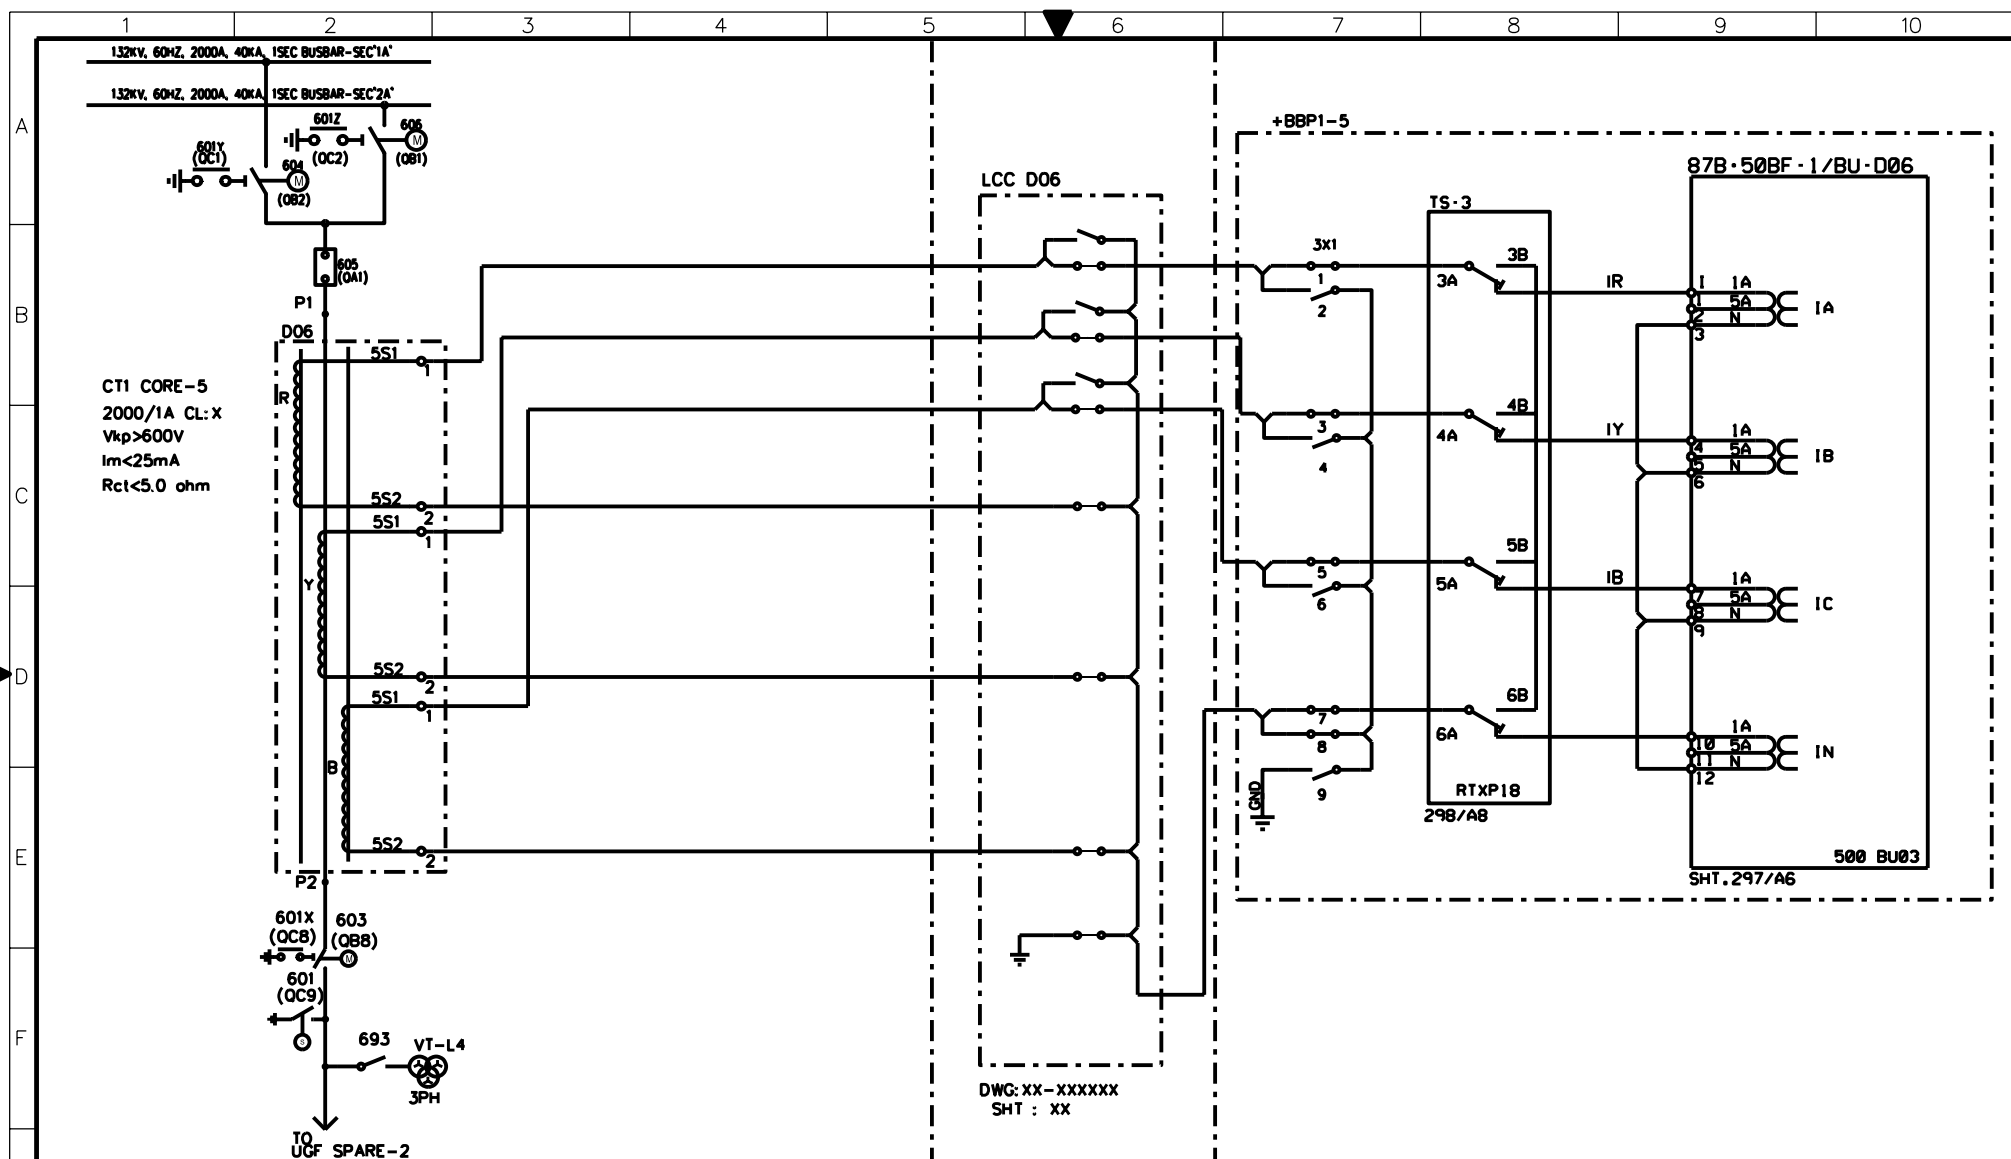 1 2 3 4 5 6 7 8 9 10
A
B
C
D
E
F
132KV, 60HZ, 2000A, 40KA, 1SEC BUSBAR-SEC"1A"
132KV, 60HZ, 2000A, 40KA, 1SEC BUSBAR-SEC"2A"
601Z
(QC2)
606
M
(QB1)
601Y
(QC1)
604
M
(QB2)
605
(QA1)
P1
D06
CT1 CORE-5
2000/1A CL:X
Vkp>600V
Im<25mA
Rct<5.0 ohm
R
5S1
1
5S2
2
Y
5S1
1
5S2
2
B
5S1
1
5S2
2
P2
601X
(QC8)
603
(QB8)
M
601
(QC9)
S
693
VT-L4
3PH
TO
UGF SPARE-2
LCC D06
DWG:XX-XXXXXX
SHT : XX
+BBP1-5
3X1
1
2
3
4
5
6
7
8
9
GND
TS-3
3B
3A
4B
4A
5B
5A
6B
6A
RTXP18
298/A8
IR
IY
IB
87B-50BF-1/BU-D06
1 1A
1 5A
2 N
3
IA
1A
4 5A
5 N
6
IB
1A
7 5A
8 N
9
IC
1A
10 5A
11 N
12
IN
500 BU03
SHT.297/A6